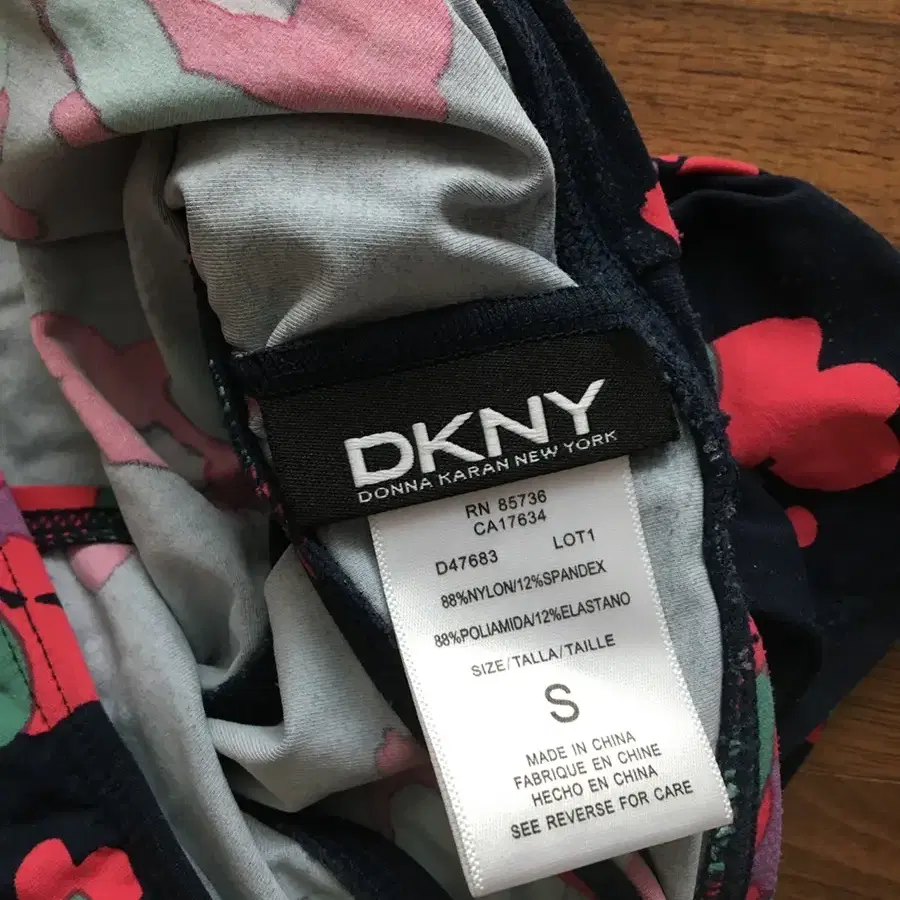 DKNY
DONNA KARAN NEW YORK
RN 85736
CA17634
D47683 LOT1
88%NYLON/12%SPANDEX
88%POLIAMIDA/12%ELASTANO
SIZE/TALLA/TAILLE
S
MADE IN CHINA
FABRIQUE EN CHINE
HECHO EN CHINA
SEE REVERSE FOR CARE